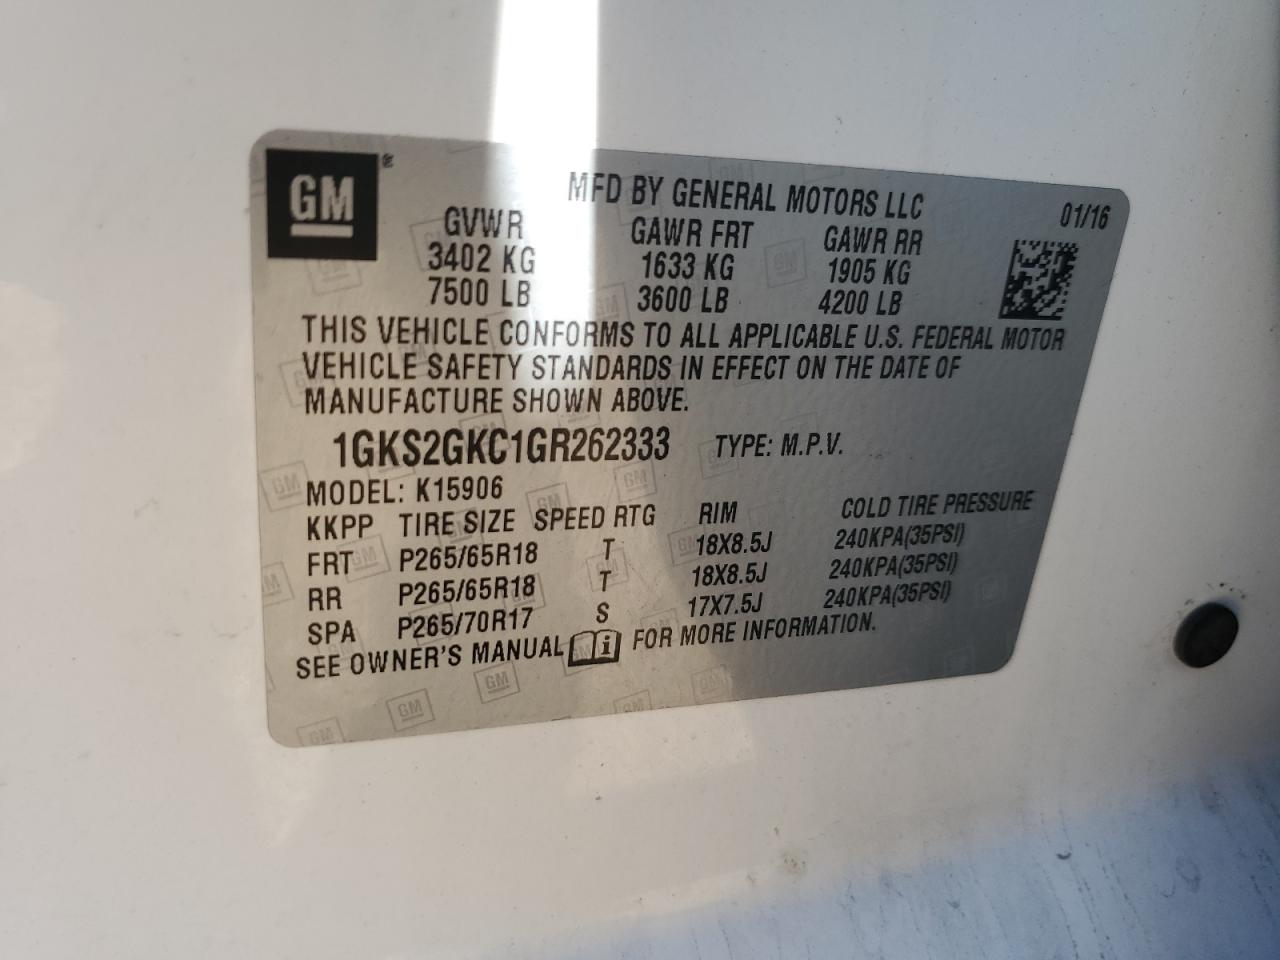 GM
MFD BY GENERAL MOTORS LLC
01/16
GVWR GAWR FRT GAWR RR
3402 KG 1633 KG 1905 KG
7500 LB 3600 LB 4200 LB
THIS VEHICLE CONFORMS TO ALL APPLICABLE U.S. FEDERAL MOTOR
VEHICLE SAFETY STANDARDS IN EFFECT ON THE DATE OF
MANUFACTURE SHOWN ABOVE.
1GKS2GKC1GR262333 TYPE: M.P.V.
MODEL: K15906
KKPP TIRE SIZE SPEED RTG RIM COLD TIRE PRESSURE
FRT P265/65R18 T 18X8.5J 240KPA(35PSI)
RR P265/65R18 T 18X8.5J 240KPA(35PSI)
SPA P265/70R17 S 17X7.5J 240KPA(35PSI)
SEE OWNER'S MANUAL i FOR MORE INFORMATION.